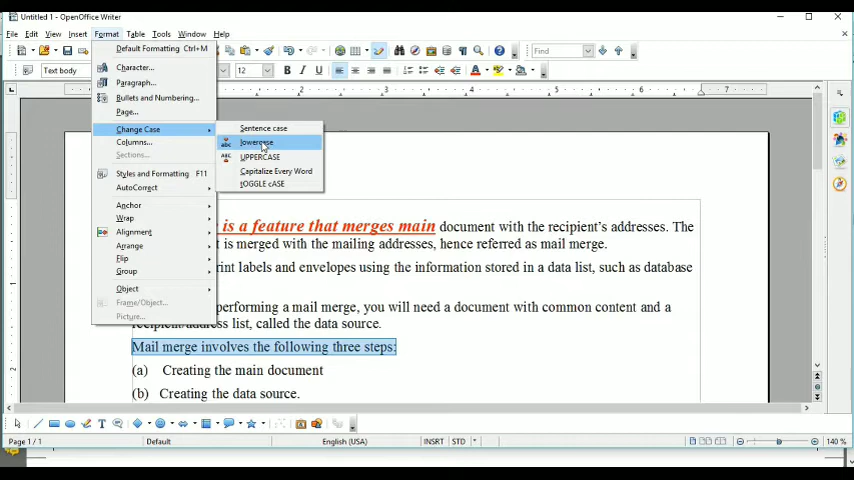 Untitled 1 - OpenOffice Writer
File Edit View Insert Format Table Tools Window Help
Find
Text body 12 B I U
Default Formatting Ctrl+M
Character...
Paragraph...
Bullets and Numbering...
Page...
Change Case
Columns...
Sections...
Styles and Formatting F11
AutoCorrect
Anchor
Wrap
Alignment
Arrange
Flip
Group
Object
Frame/Object...
Picture...
Sentence case
lowercase
UPPERCASE
Capitalize Every Word
tOGGLE cASE
is a feature that merges main document with the recipient's addresses. The
t is merged with the mailing addresses, hence referred as mail merge.
rint labels and envelopes using the information stored in a data list, such as database
performing a mail merge, you will need a document with common content and a
recipient/address list, called the data source.
Mail merge involves the following three steps:
(a) Creating the main document
(b) Creating the data source.
Page 1 / 1 Default English (USA) INSRT STD * 140 %